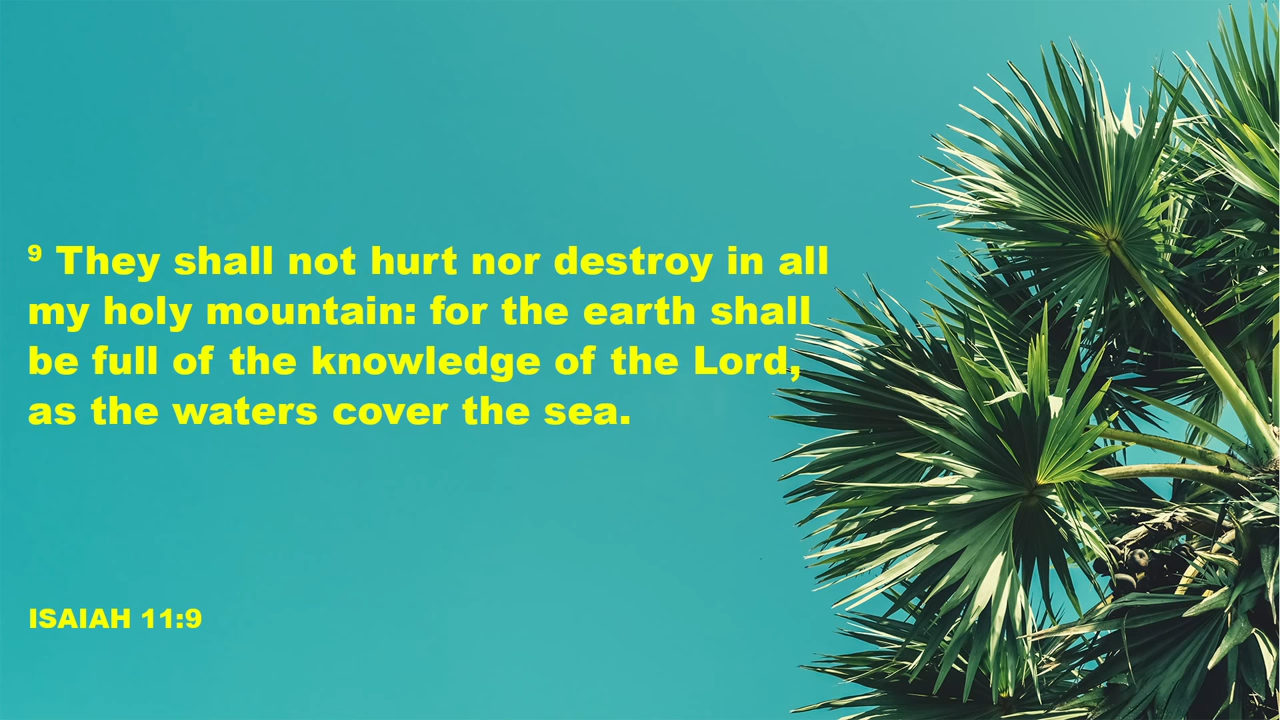 ⁹ They shall not hurt nor destroy in all
my holy mountain: for the earth shall
be full of the knowledge of the Lord,
as the waters cover the sea.
ISAIAH 11:9